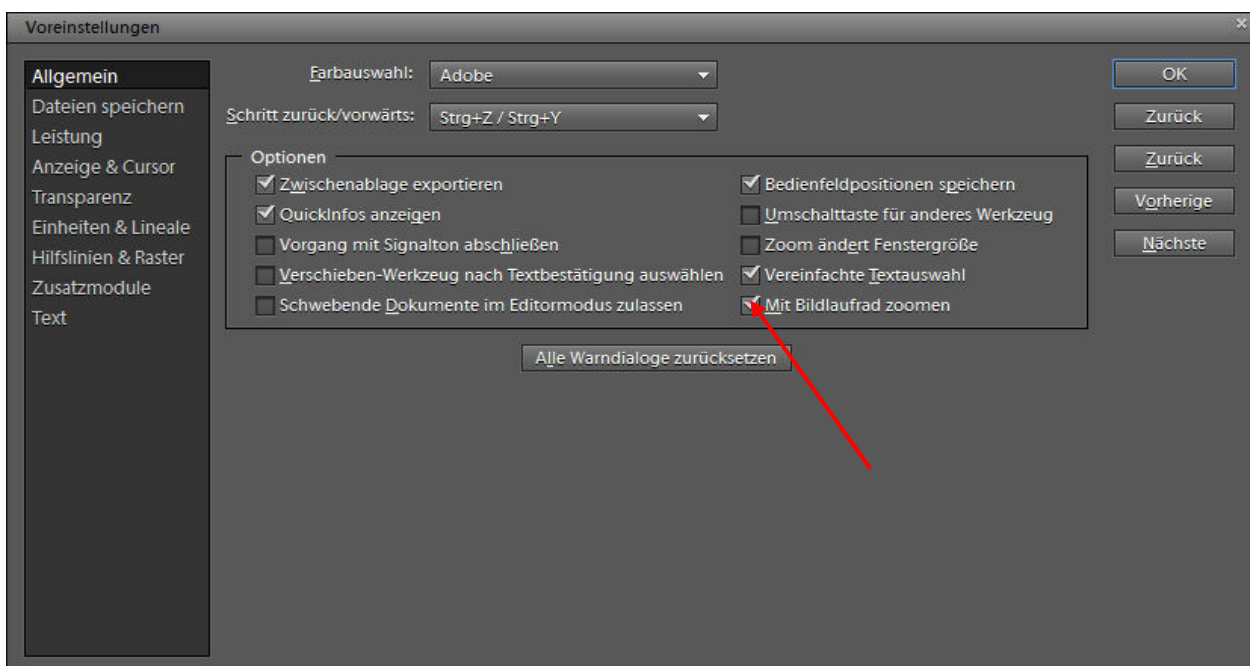 Voreinstellungen
Allgemein
Dateien speichern
Leistung
Anzeige & Cursor
Transparenz
Einheiten & Lineale
Hilfslinien & Raster
Zusatzmodule
Text
Farbauswahl: Adobe
Schritt zurück/vorwärts: Strg+Z / Strg+Y
Optionen
Zwischenablage exportieren
QuickInfos anzeigen
Vorgang mit Signalton abschließen
Verschieben-Werkzeug nach Textbestätigung auswählen
Schwebende Dokumente im Editormodus zulassen
Bedienfeldpositionen speichern
Umschalttaste für anderes Werkzeug
Zoom ändert Fenstergröße
Vereinfachte Textauswahl
Mit Bildlaufrad zoomen
Alle Warndialoge zurücksetzen
OK
Zurück
Zurück
Vorherige
Nächste